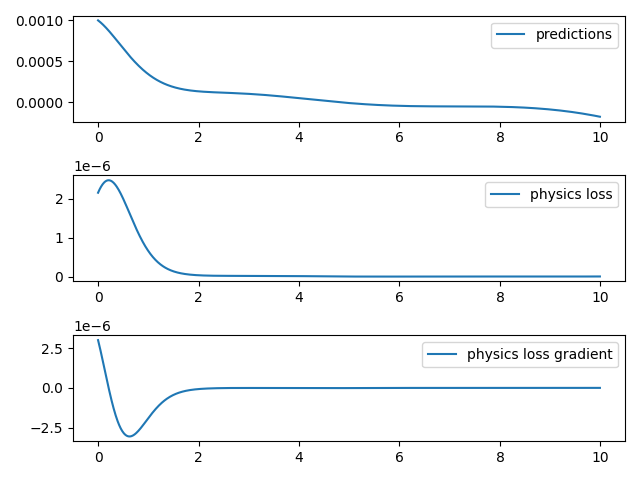 0.0010
0.0005
0.0000
predictions
0 2 4 6 8 10
1e−6
2
1
0
physics loss
0 2 4 6 8 10
1e−6
2.5
0.0
−2.5
physics loss gradient
0 2 4 6 8 10